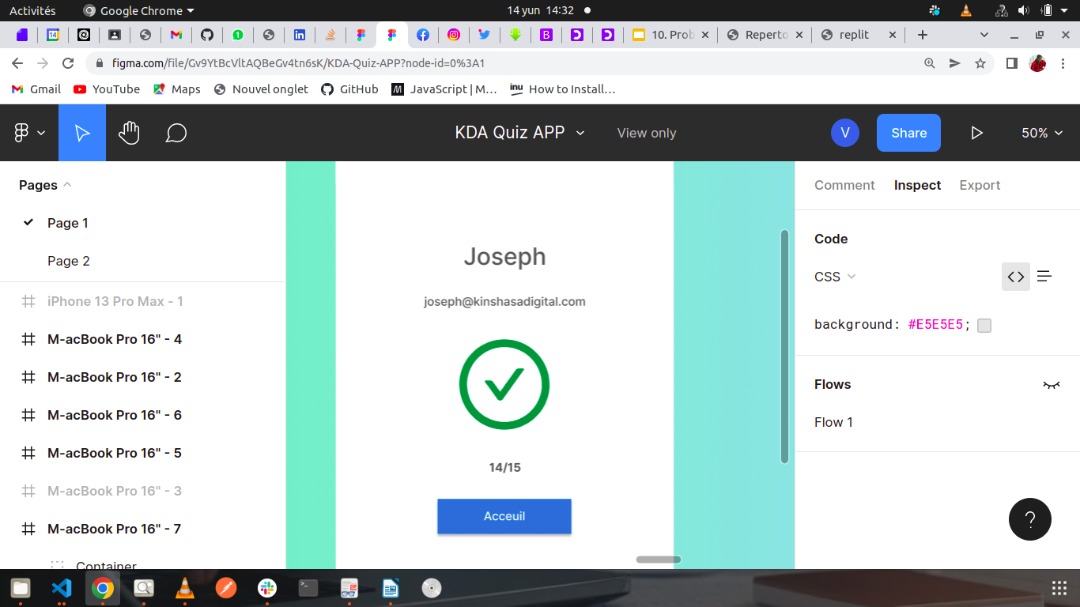 Activités
Google Chrome
14 yun 14:32
10. Prob
Reperto
replit
figma.com/file/Gv9YtBcVltAQBeGv4tn6sK/KDA-Quiz-APP?node-id=0%3A1
Gmail
YouTube
Maps
Nouvel onglet
GitHub
JavaScript | M...
inu
How to Install...
KDA Quiz APP
View only
V
Share
50%
Pages
Page 1
Page 2
iPhone 13 Pro Max - 1
M-acBook Pro 16" - 4
M-acBook Pro 16" - 2
M-acBook Pro 16" - 6
M-acBook Pro 16" - 5
M-acBook Pro 16" - 3
M-acBook Pro 16" - 7
Container
Joseph
joseph@kinshasadigital.com
14/15
Acceuil
Comment
Inspect
Export
Code
CSS
background: #E5E5E5;
Flows
Flow 1
?